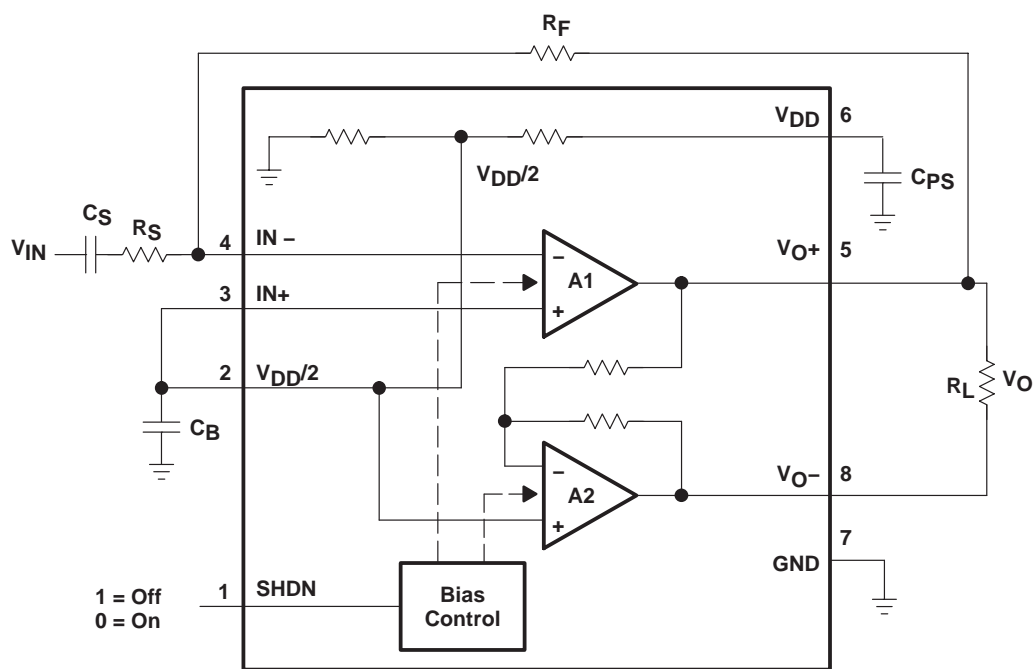 RF
VDD 6
VDD/2
CPS
CS
RS
VIN
4 IN –
VO+ 5
–
A1
+
3 IN+
2 VDD/2
CB
RL VO
–
A2
+
VO– 8
7
GND
1 SHDN
Bias
Control
1 = Off
0 = On